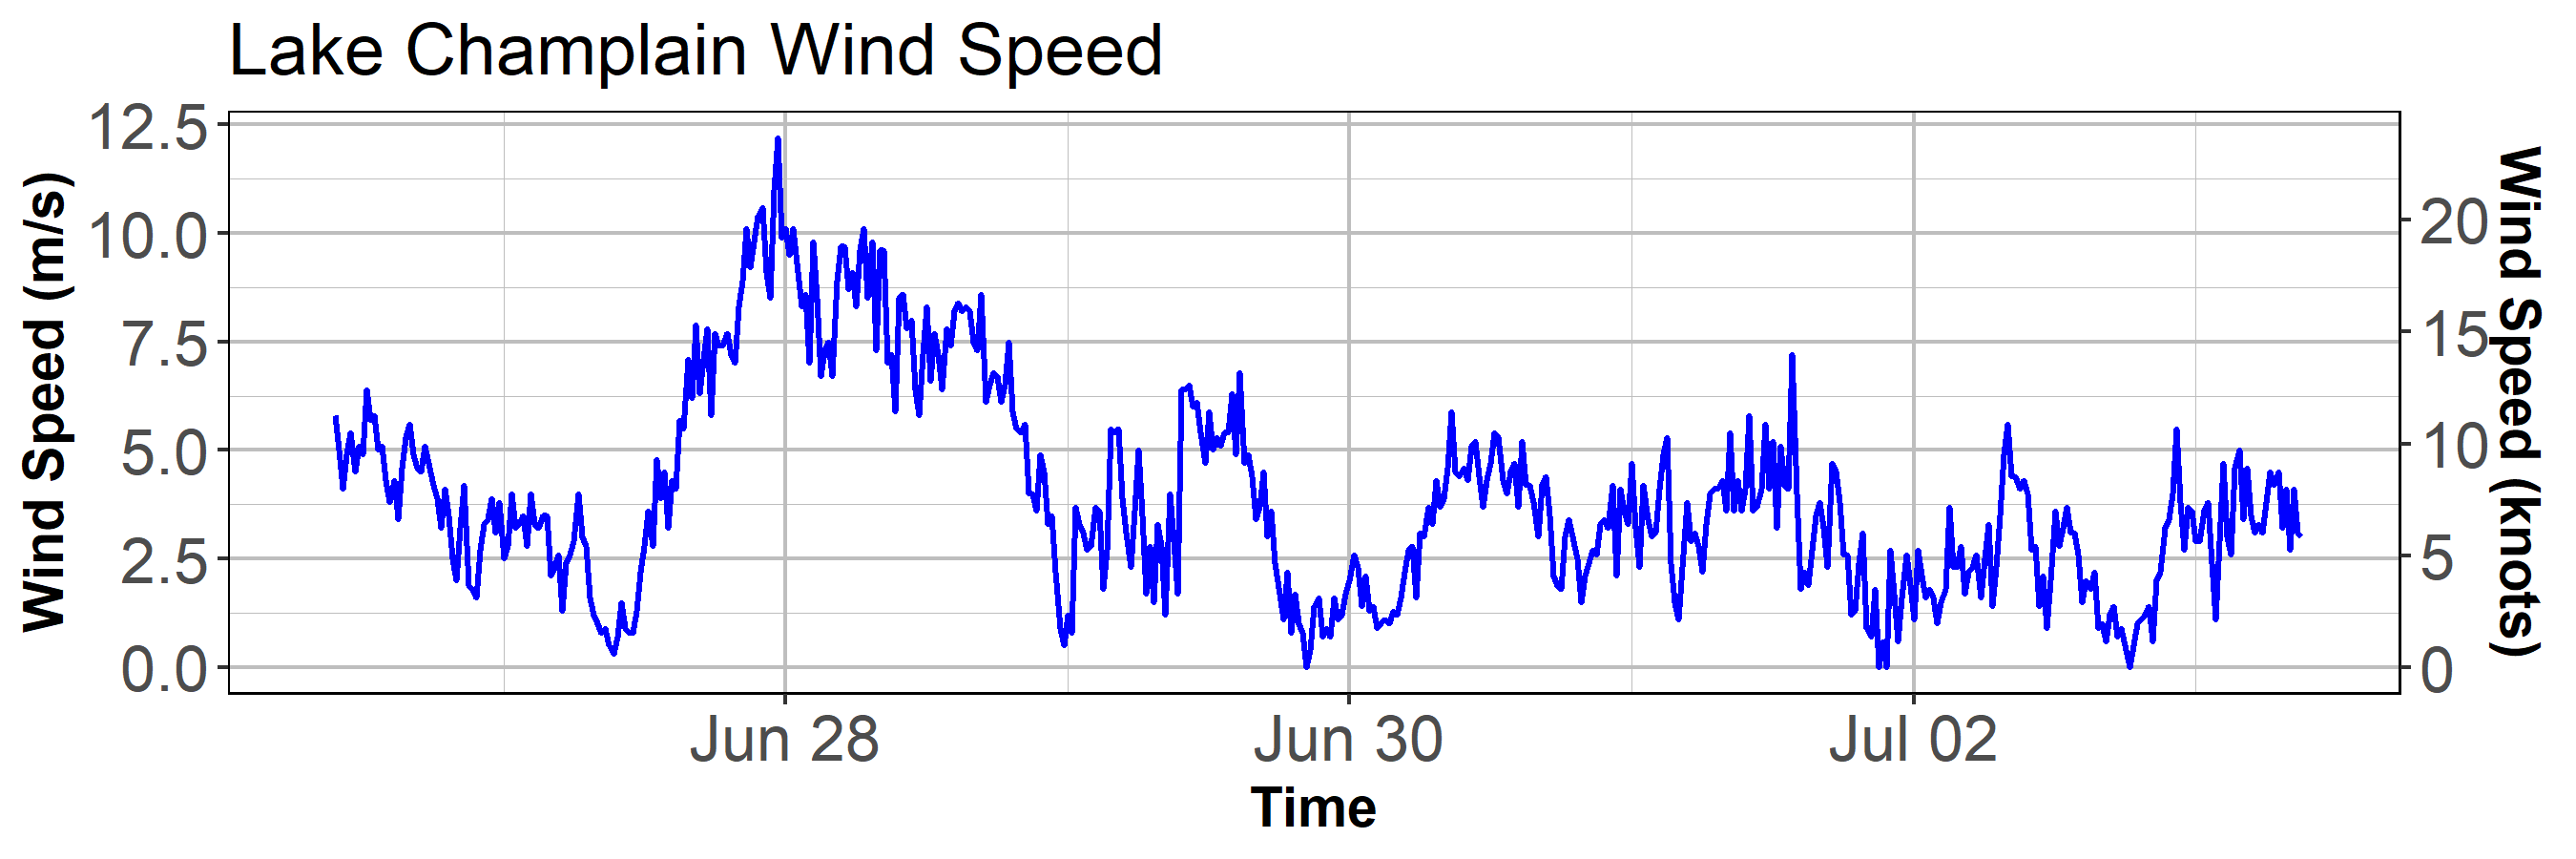 Lake Champlain Wind Speed
Wind Speed (m/s)
12.5
10.0
7.5
5.0
2.5
0.0
20
15
10
5
0
Wind Speed (knots)
Jun 28
Jun 30
Jul 02
Time